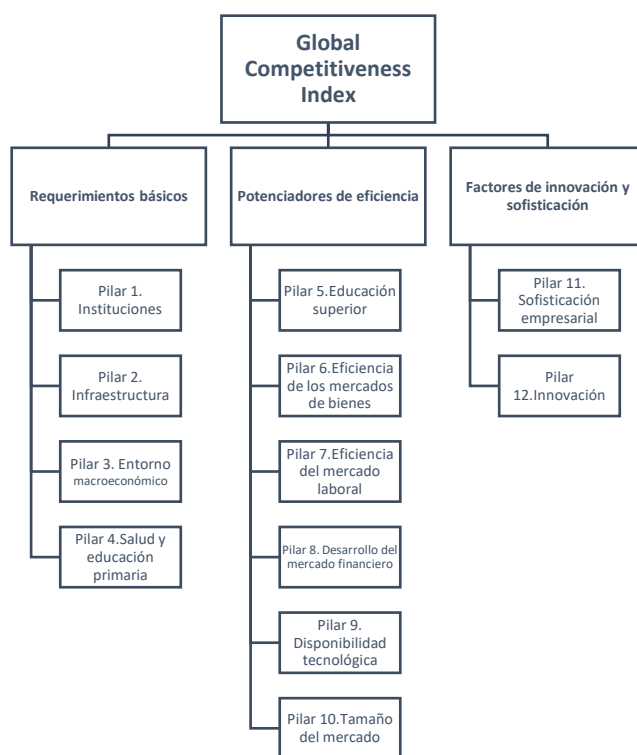 Global
Competitiveness
Index
Requerimientos básicos
Potenciadores de eficiencia
Factores de innovación y
sofisticación
Pilar 1.
Instituciones
Pilar 2.
Infraestructura
Pilar 3. Entorno
macroeconómico
Pilar 4.Salud y
educación
primaria
Pilar 5.Educación
superior
Pilar 6.Eficiencia
de los mercados
de bienes
Pilar 7.Eficiencia
del mercado
laboral
Pilar 8. Desarrollo del
mercado financiero
Pilar 9.
Disponibilidad
tecnológica
Pilar 10.Tamaño
del mercado
Pilar 11.
Sofisticación
empresarial
Pilar
12.Innovación